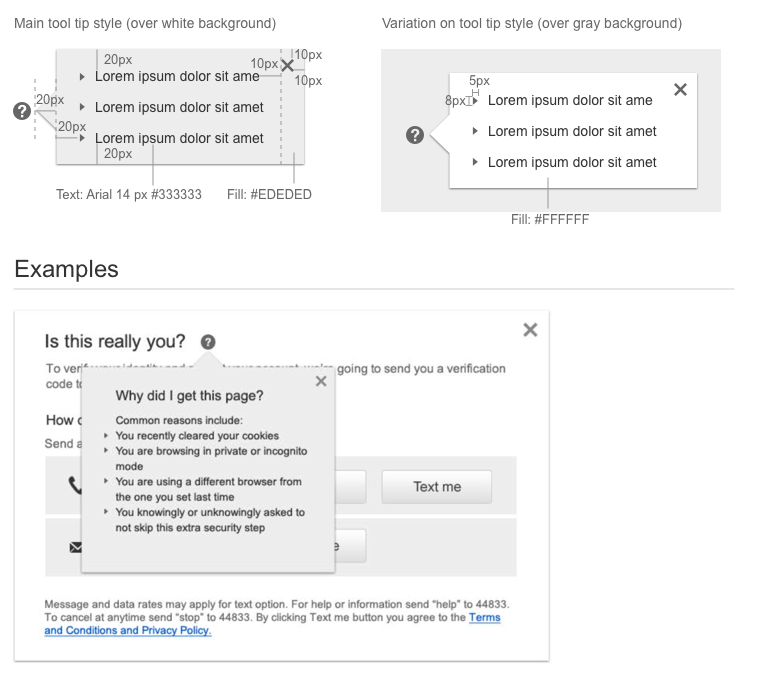 Main tool tip style (over white background)
20px
10px
10px
10px
Lorem ipsum dolor sit ame
20px
Lorem ipsum dolor sit amet
20px
Lorem ipsum dolor sit amet
20px
Text: Arial 14 px #333333
Fill: #EDEDED
Variation on tool tip style (over gray background)
5px
8px
Lorem ipsum dolor sit ame
Lorem ipsum dolor sit amet
Lorem ipsum dolor sit amet
Fill: #FFFFFF
Examples
Is this really you?
To going to send you a verification
code
How
Send
Why did I get this page?
Common reasons include:
You recently cleared your cookies
You are browsing in private or incognito
mode
You are using a different browser from
the one you set last time
You knowingly or unknowingly asked to
not skip this extra security step
Text me
Message and data rates may apply for text option. For help or information send "help" to 44833.
To cancel at anytime send "stop" to 44833. By clicking Text me button you agree to the Terms
and Conditions and Privacy Policy.